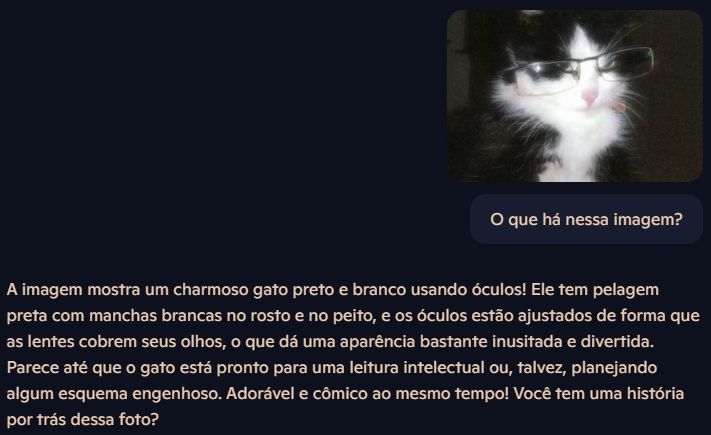 O que há nessa imagem?
A imagem mostra um charmoso gato preto e branco usando óculos! Ele tem pelagem
preta com manchas brancas no rosto e no peito, e os óculos estão ajustados de forma que
as lentes cobrem seus olhos, o que dá uma aparência bastante inusitada e divertida.
Parece até que o gato está pronto para uma leitura intelectual ou, talvez, planejando
algum esquema engenhoso. Adorável e cômico ao mesmo tempo! Você tem uma história
por trás dessa foto?